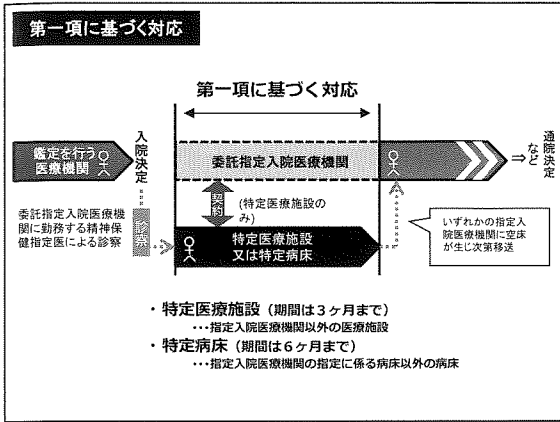 第一項に基づく対応
第一項に基づく対応
鑑定を行う
医療機関
入院決定
委託指定入院医療機関
⇒
通院決定
など
契約
(特定医療施設の
み)
委託指定入院医療機
関に勤務する精神保
健指定医による診察
診察
特定医療施設
又は特定病床
いずれかの指定入
院医療機関に空床
が生じ次第移送
・特定医療施設（期間は３ヶ月まで）
･･･指定入院医療機関以外の医療施設
・特定病床（期間は６ヶ月まで）
･･･指定入院医療機関の指定に係る病床以外の病床